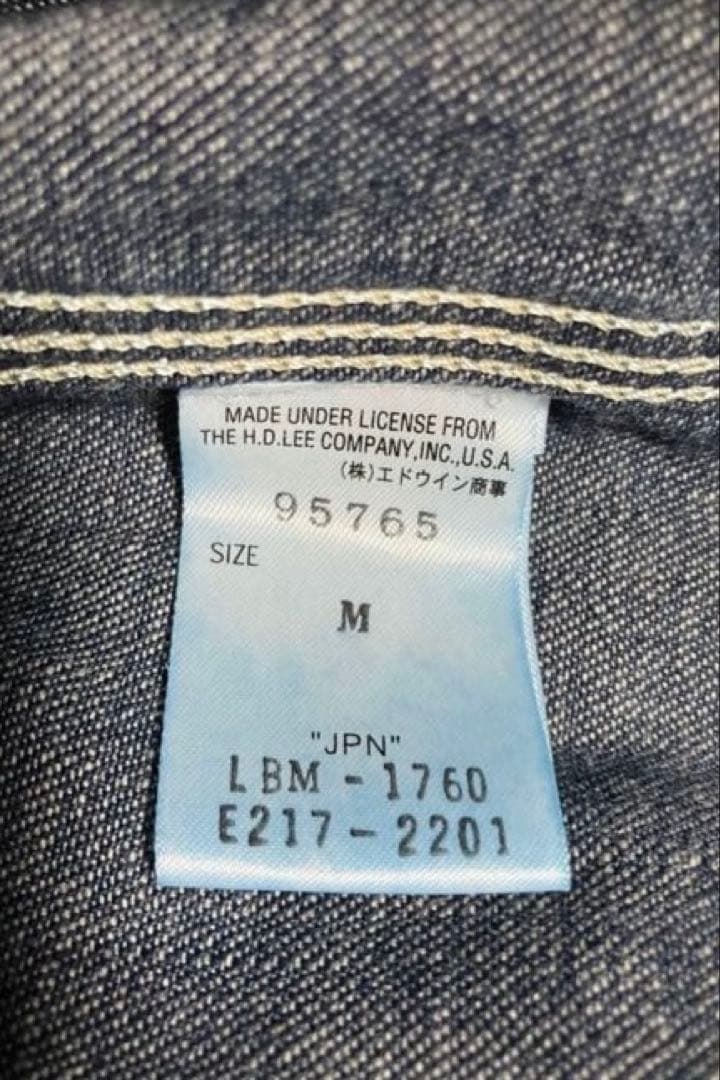 MADE UNDER LICENSE FROM
THE H.D.LEE COMPANY,INC.,U.S.A.
(株)エドウイン商事
95765
SIZE
M
"JPN"
LBM-1760
E217-2201